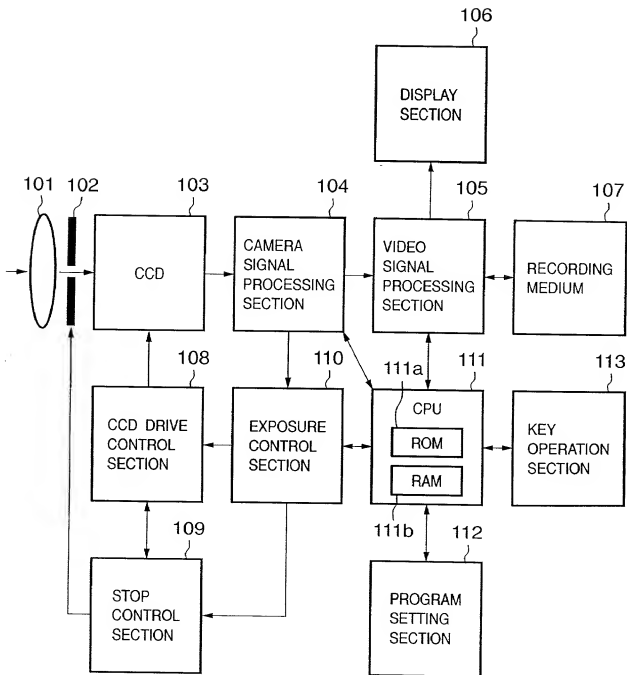 106
DISPLAY
SECTION
101
102
103
104
105
107
CCD
CAMERA
SIGNAL
PROCESSING
SECTION
VIDEO
SIGNAL
PROCESSING
SECTION
RECORDING
MEDIUM
108
110
111a
111
113
CCD DRIVE
CONTROL
SECTION
EXPOSURE
CONTROL
SECTION
CPU
ROM
RAM
KEY
OPERATION
SECTION
109
111b
112
STOP
CONTROL
SECTION
PROGRAM
SETTING
SECTION